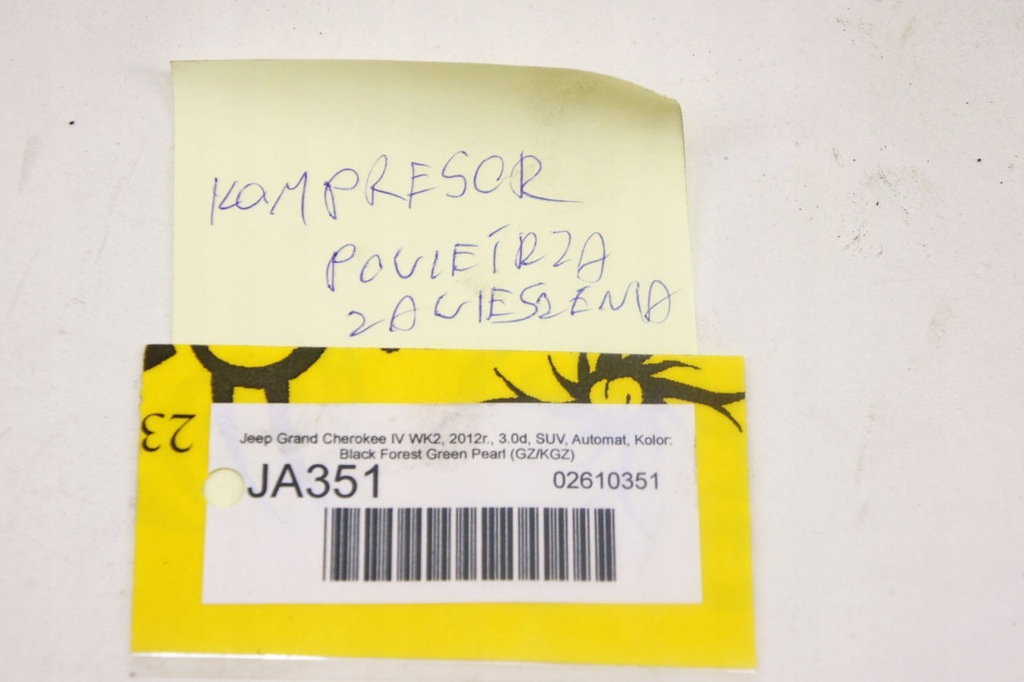 KOMPRESOR
POWIETRZA
ZAWIESZENIA
23
Jeep Grand Cherokee IV WK2, 2012r., 3.0d, SUV, Automat, Kolor:
Black Forest Green Pearl (GZ/KGZ)
JA351 02610351